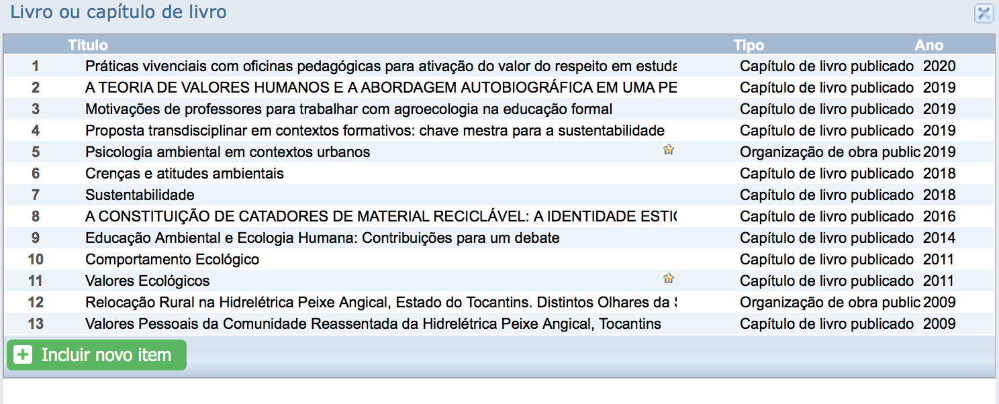 Livro ou capítulo de livro
Título Tipo Ano
1 Práticas vivenciais com oficinas pedagógicas para ativação do valor do respeito em estuda Capítulo de livro publicado 2020
2 A TEORIA DE VALORES HUMANOS E A ABORDAGEM AUTOBIOGRÁFICA EM UMA PE Capítulo de livro publicado 2019
3 Motivações de professores para trabalhar com agroecologia na educação formal Capítulo de livro publicado 2019
4 Proposta transdisciplinar em contextos formativos: chave mestra para a sustentabilidade Capítulo de livro publicado 2019
5 Psicologia ambiental em contextos urbanos Organização de obra public 2019
6 Crenças e atitudes ambientais Capítulo de livro publicado 2018
7 Sustentabilidade Capítulo de livro publicado 2018
8 A CONSTITUIÇÃO DE CATADORES DE MATERIAL RECICLÁVEL: A IDENTIDADE ESTIG Capítulo de livro publicado 2016
9 Educação Ambiental e Ecologia Humana: Contribuições para um debate Capítulo de livro publicado 2014
10 Comportamento Ecológico Capítulo de livro publicado 2011
11 Valores Ecológicos Capítulo de livro publicado 2011
12 Relocação Rural na Hidrelétrica Peixe Angical, Estado do Tocantins. Distintos Olhares da S Organização de obra public 2009
13 Valores Pessoais da Comunidade Reassentada da Hidrelétrica Peixe Angical, Tocantins Capítulo de livro publicado 2009
Incluir novo item